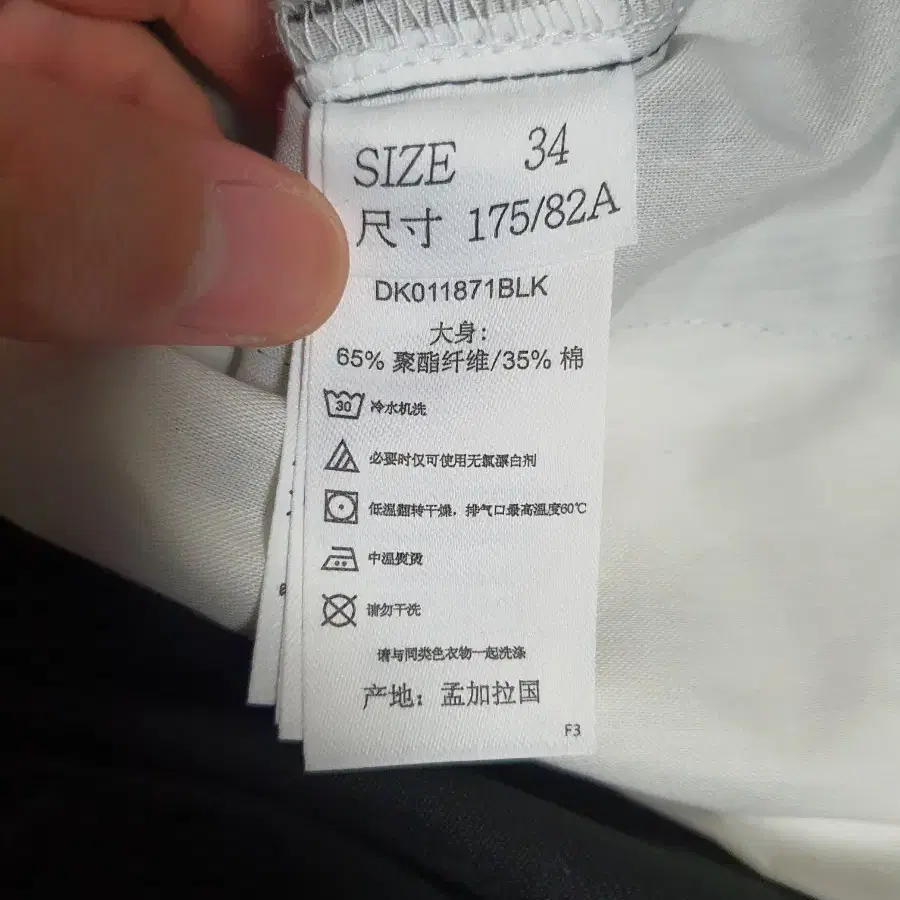 SIZE 34
尺寸 175/82A
DK011871BLK
大身:
65% 聚酯纤维/35% 棉
30 冷水机洗
必要时仅可使用无氯漂白剂
低温翻转干燥，排气口最高温度60℃
中温熨烫
请勿干洗
请与同类色衣物一起洗涤
产地：孟加拉国
F3